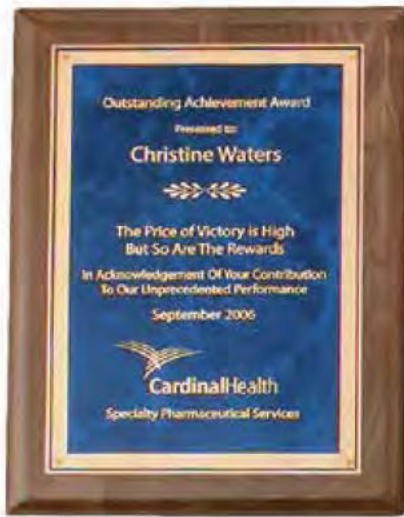 Outstanding Achievement Award
Presented to:
Christine Waters
The Price of Victory is High
But So Are The Rewards
In Acknowledgement Of Your Contribution
To Our Unprecedented Performance
September 2006
CardinalHealth
Specialty Pharmaceutical Services